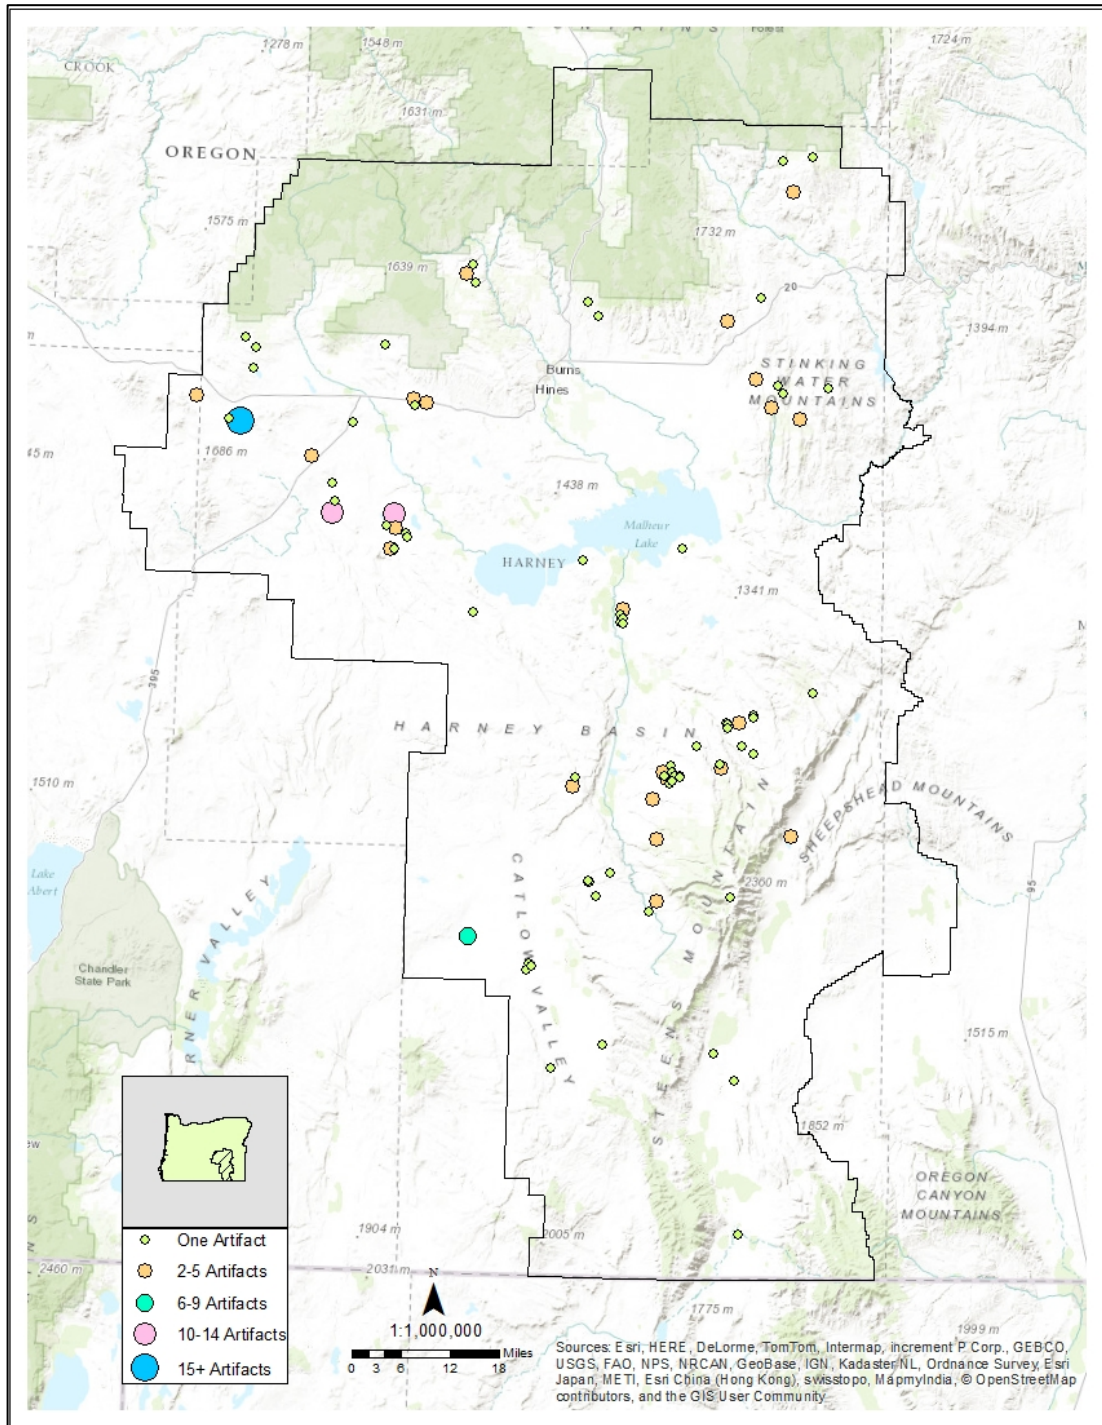 Forest
1724 m
1278 m
1548 m
CROOK
1631 m
OREGON
1575 m
1732 m
1639 m
20
1394 m
Burns
Hines
STINKING
WATER
MOUNTAINS
1686 m
1438 m
Malheur
Lake
HARNEY
1341 m
395
HARNEY BASIN
1510 m
SHEEPSHEAD MOUNTAINS
Lake
Abert
CATLOW VALLEY
2360 m
95
STEENS MOUNTAIN
Chandler
State Park
RNER VALLEY
1515 m
1852 m
OREGON
CANYON
MOUNTAINS
1904 m
2005 m
2460 m
2031 m
1775 m
1999 m
One Artifact
2-5 Artifacts
6-9 Artifacts
10-14 Artifacts
15+ Artifacts
N
1:1,000,000
Miles
0 3 6 12 18
Sources: Esri, HERE, DeLorme, TomTom, Intermap, increment P Corp., GEBCO,
USGS, FAO, NPS, NRCAN, GeoBase, IGN, Kadaster NL, Ordnance Survey, Esri
Japan, METI, Esri China (Hong Kong), swisstopo, MapmyIndia, © OpenStreetMap
contributors, and the GIS User Community